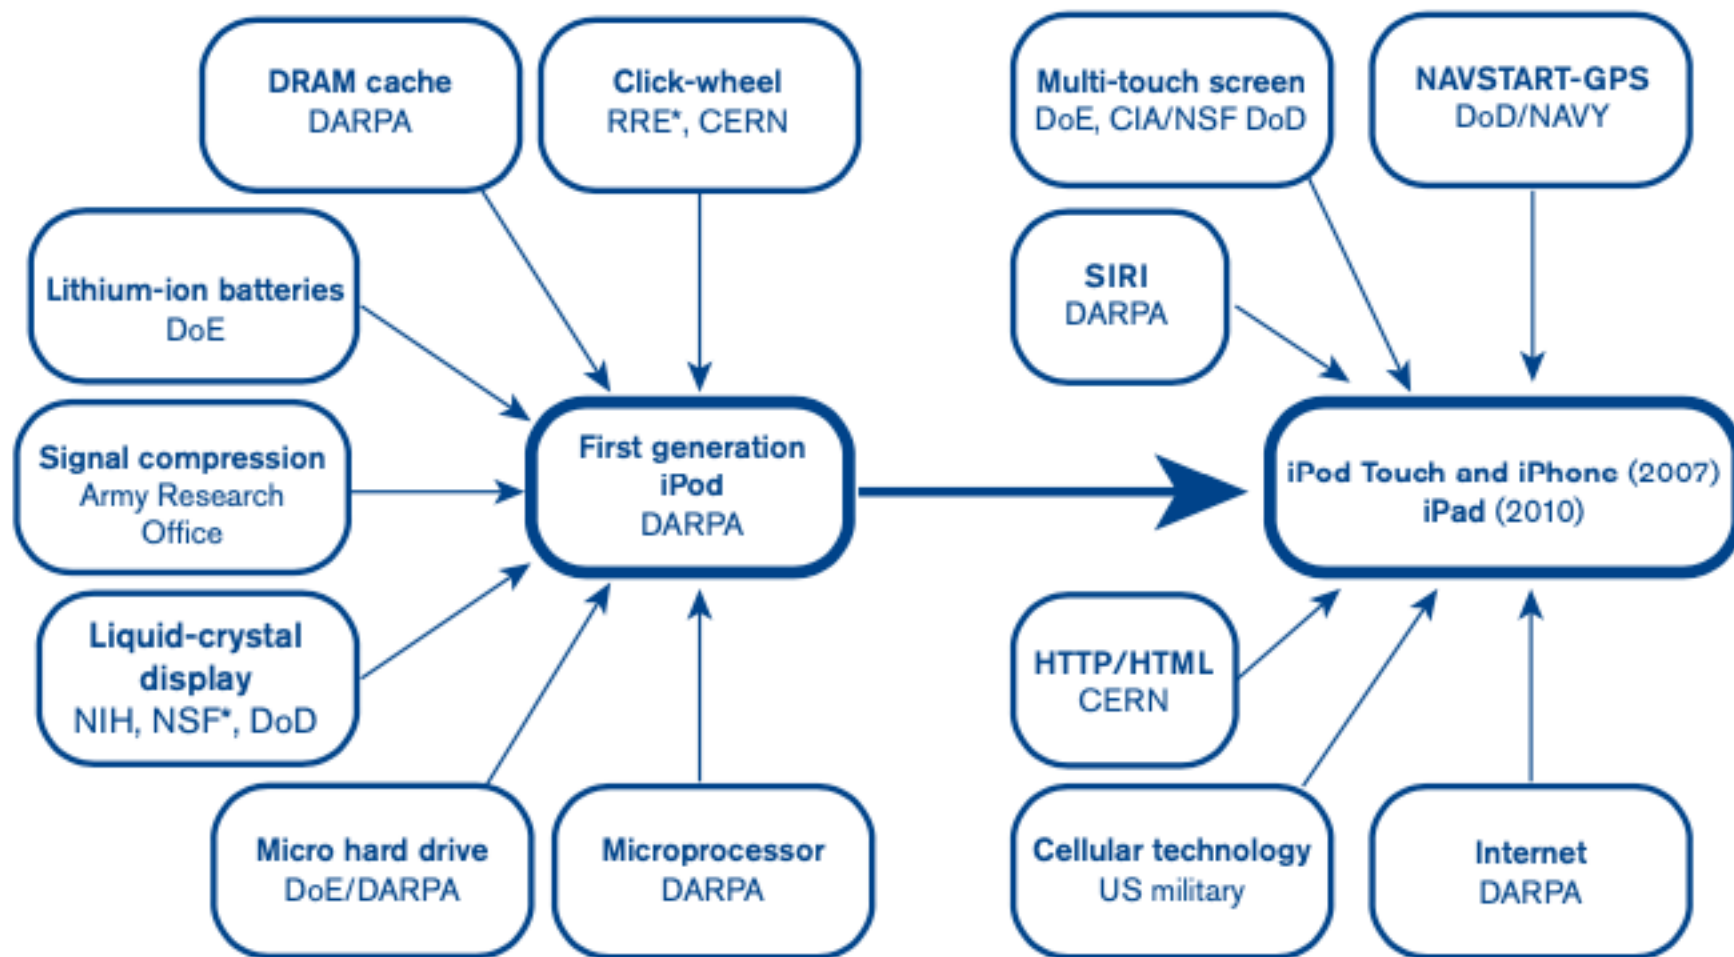 DRAM cache
DARPA
Click-wheel
RRE*, CERN
Multi-touch screen
DoE, CIA/NSF DoD
NAVSTART-GPS
DoD/NAVY
Lithium-ion batteries
DoE
SIRI
DARPA
Signal compression
Army Research
Office
First generation
iPod
DARPA
iPod Touch and iPhone (2007)
iPad (2010)
Liquid-crystal
display
NIH, NSF*, DoD
HTTP/HTML
CERN
Micro hard drive
DoE/DARPA
Microprocessor
DARPA
Cellular technology
US military
Internet
DARPA